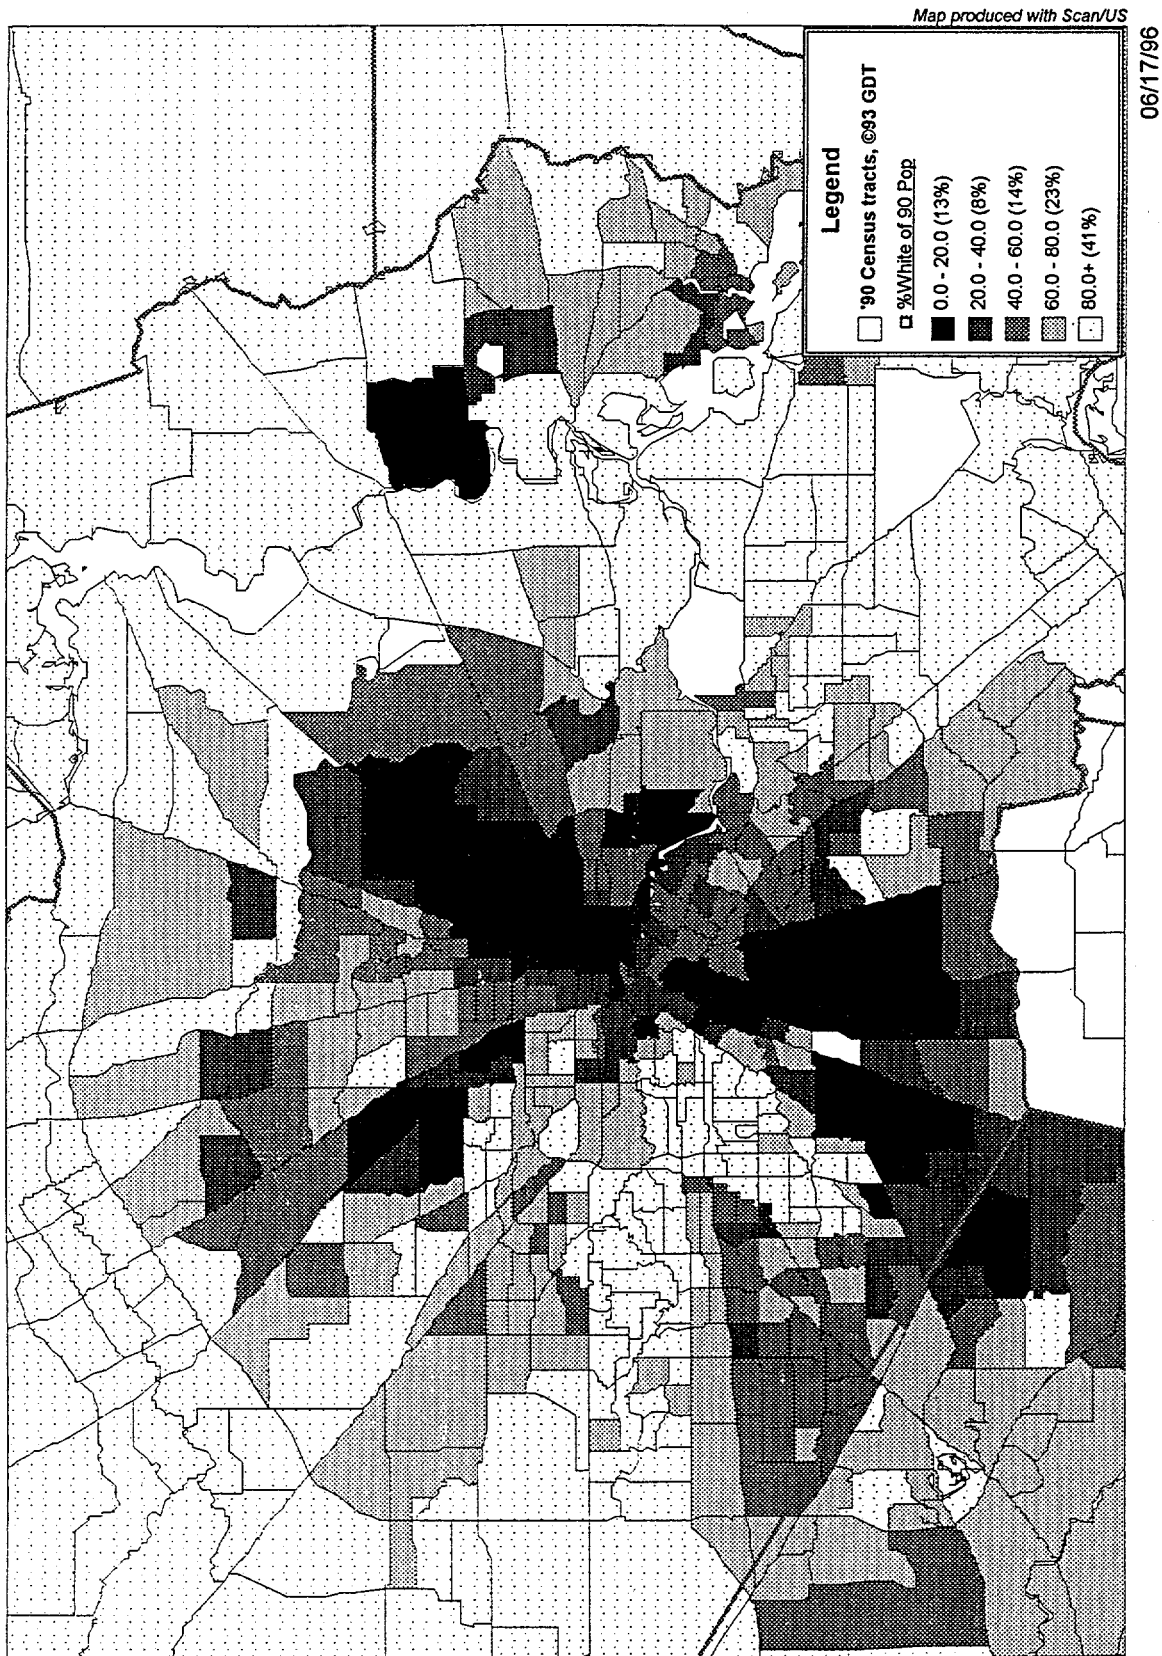 Map produced with Scan/US
06/17/96
Legend
'90 Census tracts, ©93 GDT
%White of 90 Pop
0.0 - 20.0 (13%)
20.0 - 40.0 (8%)
40.0 - 60.0 (14%)
60.0 - 80.0 (23%)
80.0+ (41%)